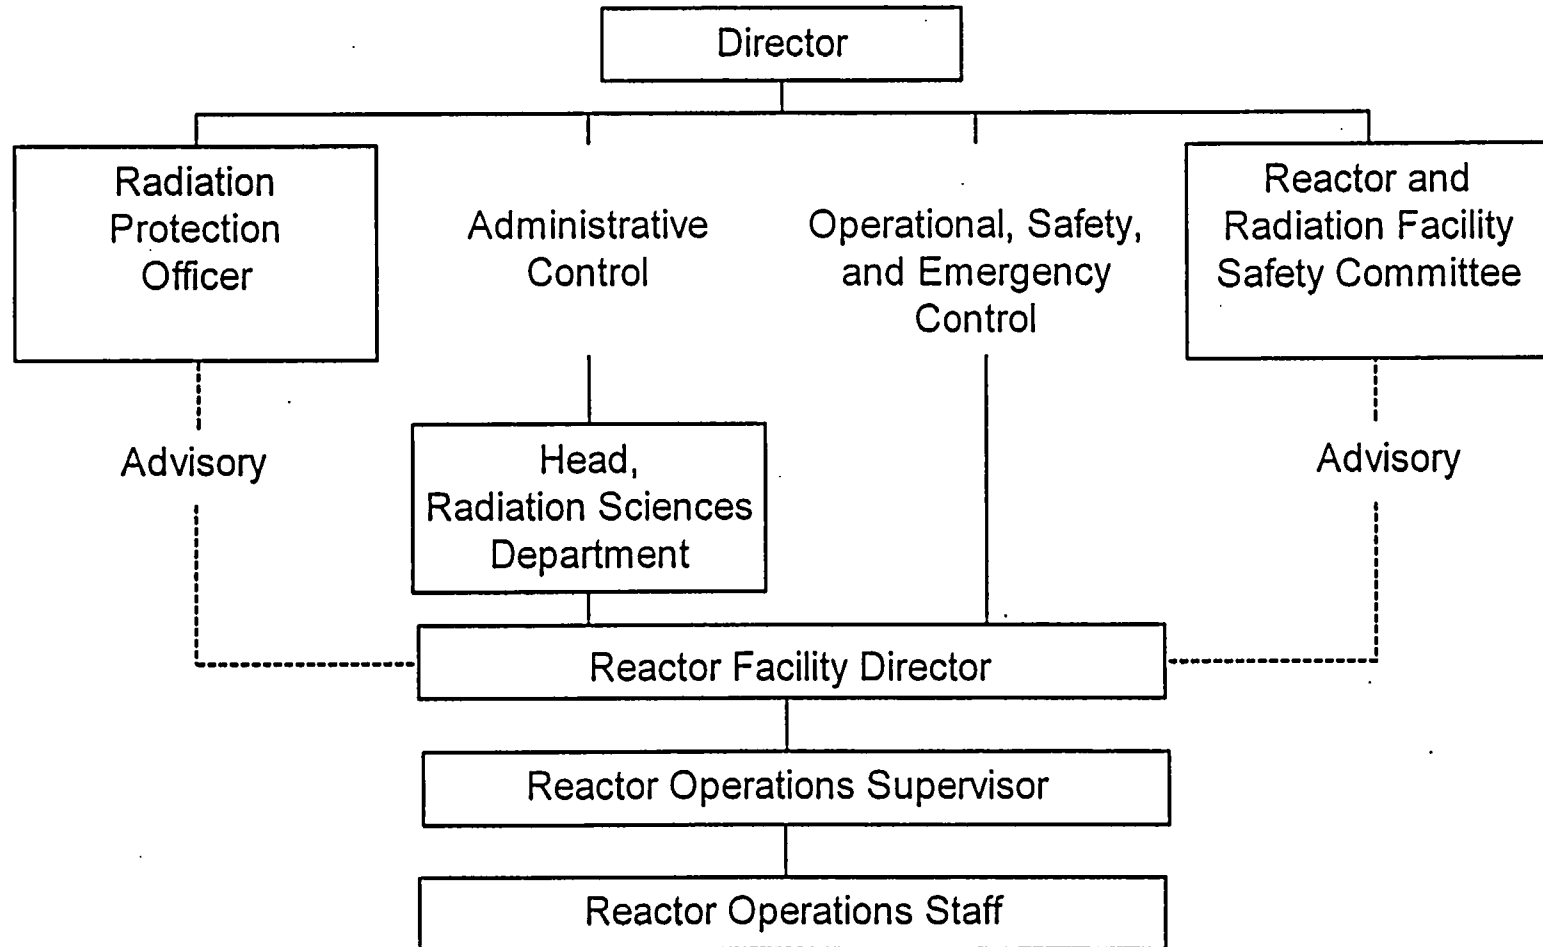 Director
Radiation
Protection
Officer
Administrative
Control
Operational, Safety,
and Emergency
Control
Reactor and
Radiation Facility
Safety Committee
Advisory
Head,
Radiation Sciences
Department
Advisory
Reactor Facility Director
Reactor Operations Supervisor
Reactor Operations Staff